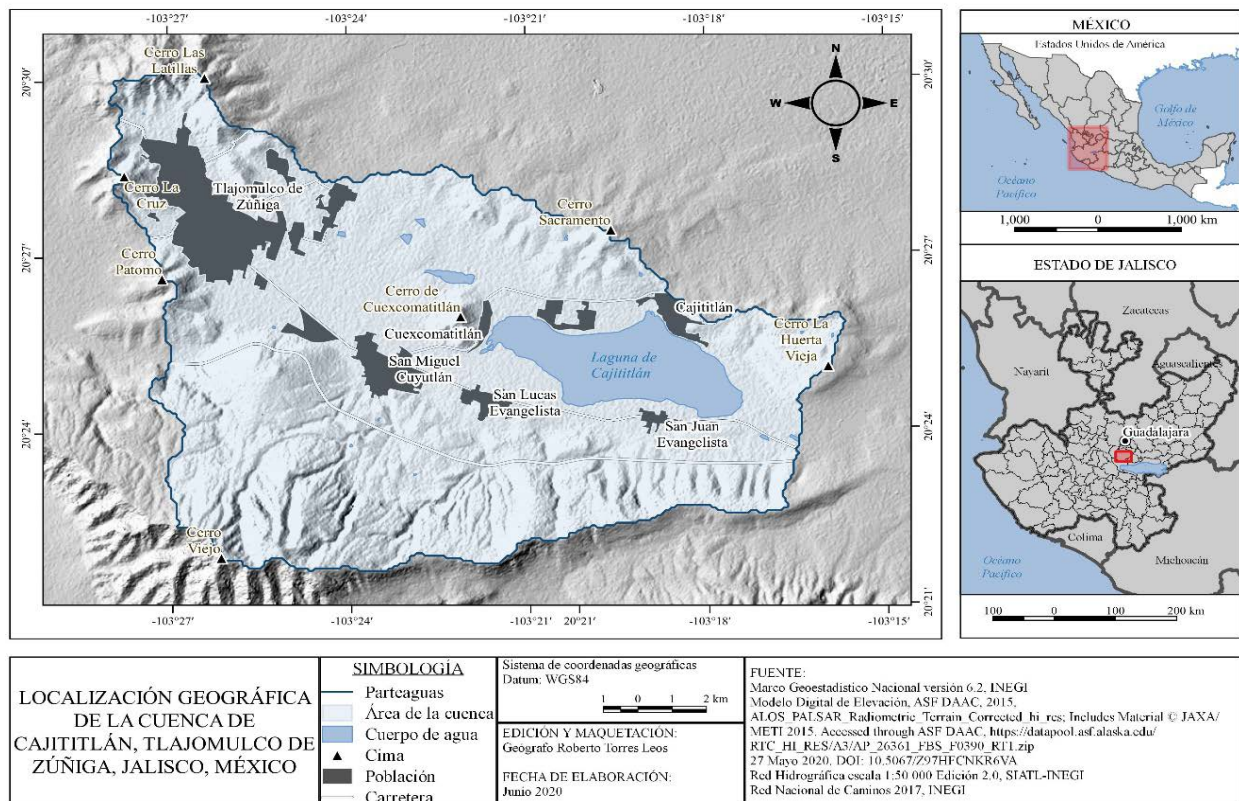 -103°27'
-103°24'
-103°21'
-103°18'
-103°15'
20°30'
20°27'
20°24'
20°30'
20°27'
20°24'
20°21'
-103°27'
-103°24'
-103°21'
20°21'
-103°18'
-103°15'
Cerro Las
Latillas
N
W
E
S
Cerro La
Cruz
Tlajomulco de
Zúñiga
Cerro
Sacramento
Cerro
Patomo
Cerro de
Cuexcomatitlán
Cuexcomatitlán
Cajititlán
Cerro La
Huerta
Vieja
Laguna de
Cajititlán
San Miguel
Cuyutlán
San Lucas
Evangelista
San Juan
Evangelista
Cerro
Viejo
MÉXICO
Estados Unidos de América
Golfo de
México
Océano
Pacífico
1,000
0
1,000 km
ESTADO DE JALISCO
Zacatecas
Nayarit
Aguascalientes
Guadalajara
Colima
Michoacán
Océano
Pacífico
100
0
100
200 km
LOCALIZACIÓN GEOGRÁFICA
DE LA CUENCA DE
CAJITITLÁN, TLAJOMULCO DE
ZÚÑIGA, JALISCO, MÉXICO
SIMBOLOGÍA
Parteaguas
Área de la cuenca
Cuerpo de agua
Cima
Población
Carretera
Sistema de coordenadas geográficas
Datum: WGS84
1
0
1
2 km
EDICIÓN Y MAQUETACIÓN:
Geógrafo Roberto Torres Leos
FECHA DE ELABORACIÓN:
Junio 2020
FUENTE:
Marco Geoestadístico Nacional versión 6.2, INEGI
Modelo Digital de Elevación, ASF DAAC, 2015,
ALOS_PALSAR_Radiometric_Terrain_Corrected_hi_res; Includes Material © JAXA/
METI 2015. Accessed through ASF DAAC, https://datapool.asf.alaska.edu/
RTC_HI_RES/A3/AP_26361_FBS_F0390_RT1.zip
27 Mayo 2020. DOI: 10.5067/Z97HFCNKR6VA
Red Hidrográfica escala 1:50 000 Edición 2.0, SIATL-INEGI
Red Nacional de Caminos 2017, INEGI